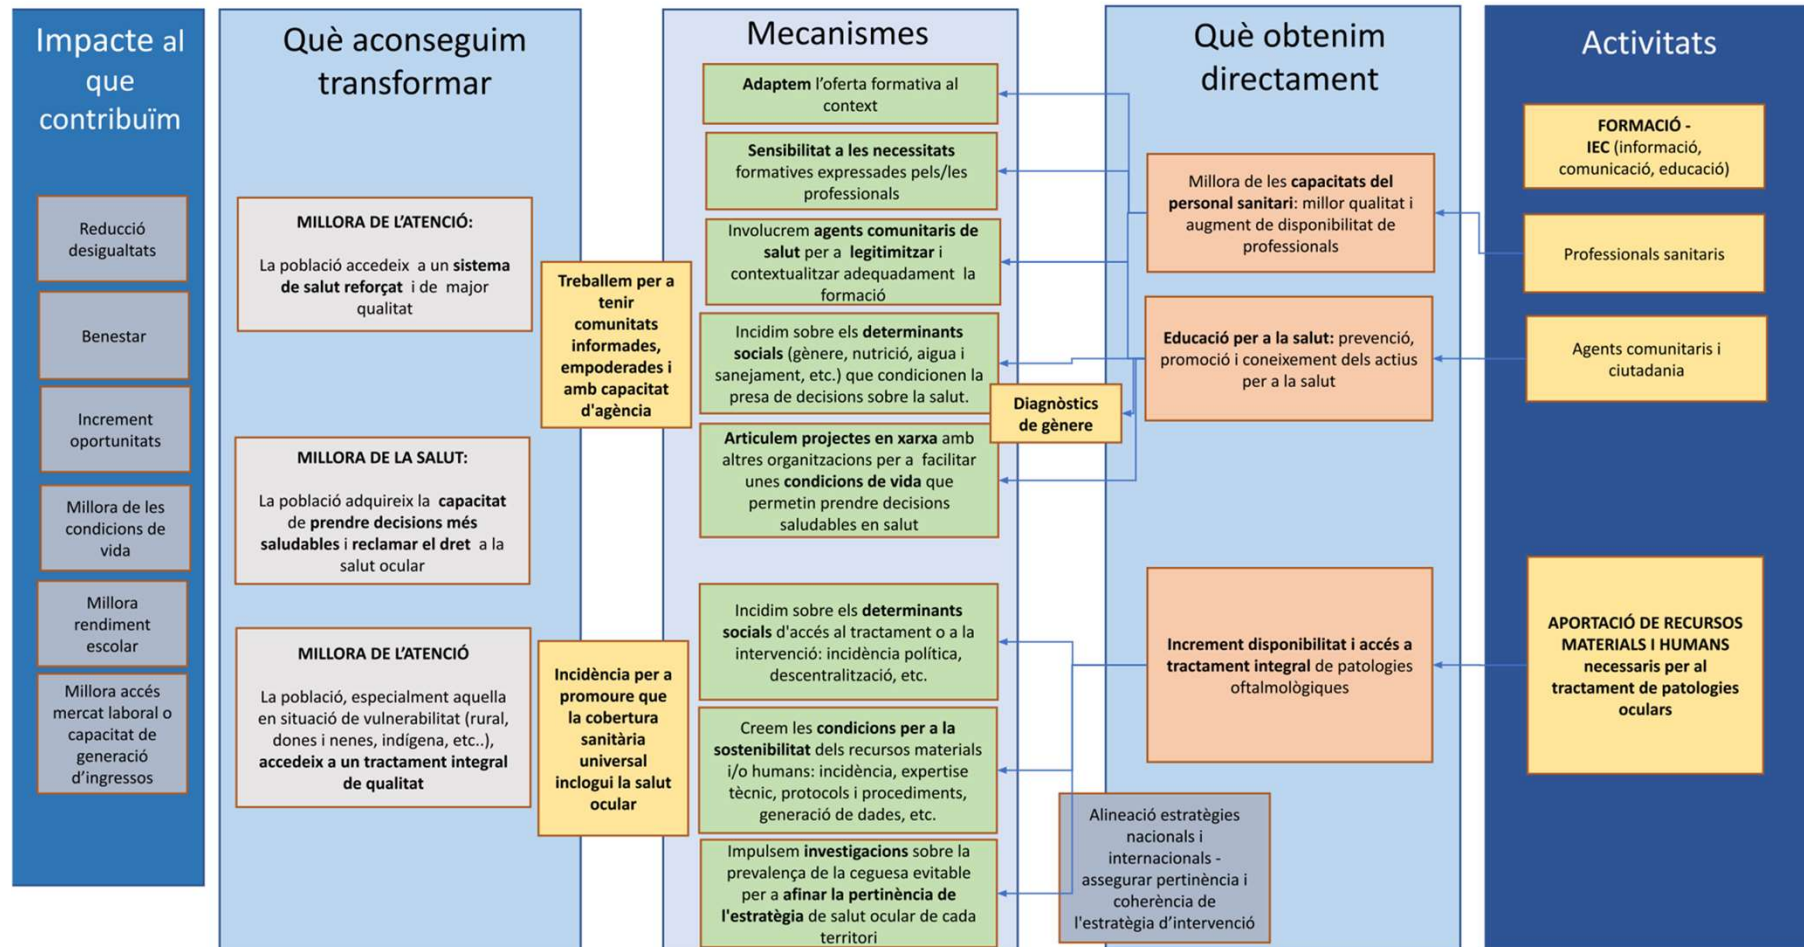 Impacte al
que
contribuïm
Reducció
desigualtats
Benestar
Increment
oportunitats
Millora de les
condicions de
vida
Millora
rendiment
escolar
Millora accés
mercat laboral o
capacitat de
generació
d’ingressos
Què aconseguim
transformar
MILLORA DE L’ATENCIÓ:
La població accedeix a un sistema
de salut reforçat i de major
qualitat
MILLORA DE LA SALUT:
La població adquireix la capacitat
de prendre decisions més
saludables i reclamar el dret a la
salut ocular
MILLORA DE L’ATENCIÓ
La població, especialment aquella
en situació de vulnerabilitat (rural,
dones i nenes, indígena, etc..),
accedeix a un tractament integral
de qualitat
Treballem per a
tenir
comunitats
informades,
empoderades i
amb capacitat
d'agència
Incidència per a
promoure que
la cobertura
sanitària
universal
inclogui la salut
ocular
Mecanismes
Adaptem l’oferta formativa al
context
Sensibilitat a les necessitats
formatives expressades pels/les
professionals
Involucrem agents comunitaris de
salut per a legitimitzar i
contextualitzar adequadament la
formació
Incidim sobre els determinants
socials (gènere, nutrició, aigua i
sanejament, etc.) que condicionen la
presa de decisions sobre la salut.
Articulem projectes en xarxa amb
altres organitzacions per a facilitar
unes condicions de vida que
permetin prendre decisions
saludables en salut
Incidim sobre els determinants
socials d'accés al tractament o a la
intervenció: incidència política,
descentralització, etc.
Creem les condicions per a la
sostenibilitat dels recursos materials
i/o humans: incidència, expertise
tècnic, protocols i procediments,
generació de dades, etc.
Impulsem investigacions sobre la
prevalença de la ceguesa evitable
per a afinar la pertinència de
l'estratègia de salut ocular de cada
territori
Diagnòstics
de gènere
Què obtenim
directament
Millora de les capacitats del
personal sanitari: millor qualitat i
augment de disponibilitat de
professionals
Educació per a la salut: prevenció,
promoció i coneixement dels actius
per a la salut
Increment disponibilitat i accés a
tractament integral de patologies
oftalmològiques
Alineació estratègies
nacionals i
internacionals -
assegurar pertinència i
coherència de
l'estratègia d’intervenció
Activitats
FORMACIÓ -
IEC (informació,
comunicació, educació)
Professionals sanitaris
Agents comunitaris i
ciutadania
APORTACIÓ DE RECURSOS
MATERIALS I HUMANS
necessaris per al
tractament de patologies
oculars